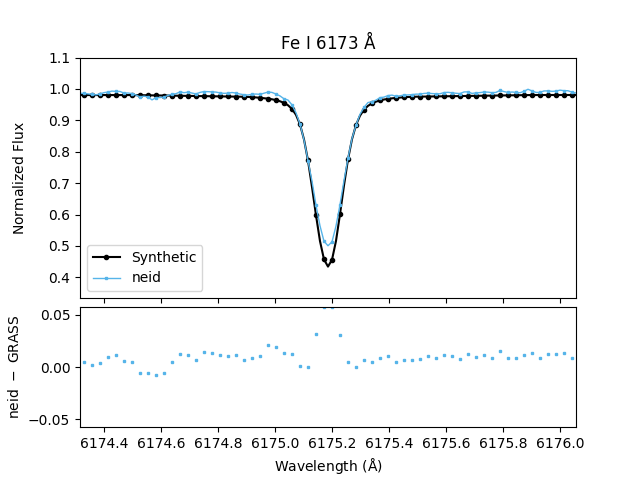 Fe I 6173 Å
1.1
1.0
0.9
0.8
0.7
0.6
0.5
0.4
Normalized Flux
Synthetic
neid
0.05
0.00
−0.05
neid − GRASS
6174.4 6174.6 6174.8 6175.0 6175.2 6175.4 6175.6 6175.8 6176.0
Wavelength (Å)